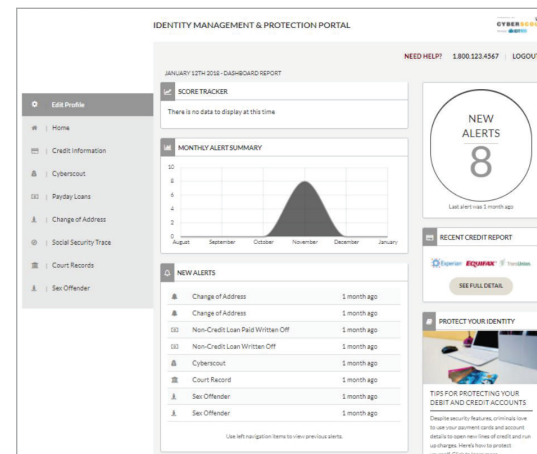 IDENTITY MANAGEMENT & PROTECTION PORTAL
CYBERSCOUT
NEED HELP? 1.800.123.4567 | LOGOUT
JANUARY 12TH 2018 - DASHBOARD REPORT
Edit Profile
| Home
| Credit Information
| Cyberscout
| Payday Loans
| Change of Address
| Social Security Trace
| Court Records
| Sex Offender
SCORE TRACKER
There is no data to display at this time
MONTHLY ALERT SUMMARY
10
8
6
4
2
0
August September October November December January
NEW ALERTS
Change of Address 1 month ago
Change of Address 1 month ago
Non-Credit Loan Paid Written Off 1 month ago
Non-Credit Loan Written Off 1 month ago
Cyberscout 1 month ago
Court Record 1 month ago
Sex Offender 1 month ago
Sex Offender 1 month ago
Use left navigation items to view previous alerts.
NEW
ALERTS
8
Last alert was 1 month ago
RECENT CREDIT REPORT
Experian EQUIFAX TransUnion
SEE FULL DETAIL
PROTECT YOUR IDENTITY
TIPS FOR PROTECTING YOUR
DEBIT AND CREDIT ACCOUNTS
Despite security features, criminals love
to use your payment cards and account
details to open new lines of credit and run
up charges. Here's how to protect